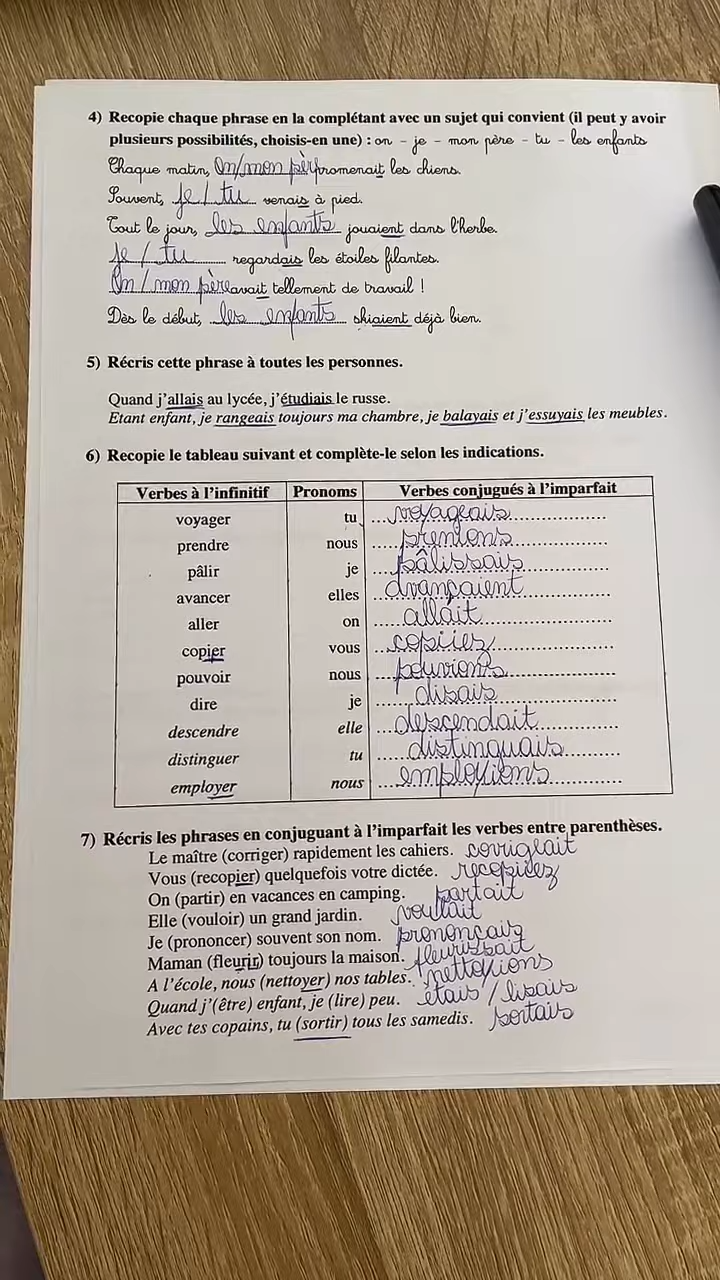 4) Recopie chaque phrase en la complétant avec un sujet qui convient (il peut y avoir
plusieurs possibilités, choisis-en une) : on - je - mon père - tu - les enfants
Chaque matin, On/mon père promenait les chiens.
Souvent, je / tu venais à pied.
Tout le jour, les enfants jouaient dans l'herbe.
Je / tu regardais les étoiles filantes.
On / mon père avait tellement de travail !
Dès le début, les enfants skiaient déjà bien.
5) Récris cette phrase à toutes les personnes.
Quand j'allais au lycée, j'étudiais le russe.
Etant enfant, je rangeais toujours ma chambre, je balayais et j'essuyais les meubles.
6) Recopie le tableau suivant et complète-le selon les indications.
Verbes à l'infinitif Pronoms Verbes conjugués à l'imparfait
voyager tu voyageais
prendre nous prenions
pâlir je pâlissais
avancer elles avançaient
aller on allait
copier vous copiiez
pouvoir nous pouvions
dire je disais
descendre elle descendait
distinguer tu distinguais
employer nous employions
7) Récris les phrases en conjuguant à l'imparfait les verbes entre parenthèses.
Le maître (corriger) rapidement les cahiers. corrigeait
Vous (recopier) quelquefois votre dictée. recopiiez
On (partir) en vacances en camping. partait
Elle (vouloir) un grand jardin. voulait
Je (prononcer) souvent son nom. prononçais
Maman (fleurir) toujours la maison. fleurissait
A l'école, nous (nettoyer) nos tables. nettoyions
Quand j'(être) enfant, je (lire) peu. étais / lisais
Avec tes copains, tu (sortir) tous les samedis. sortais